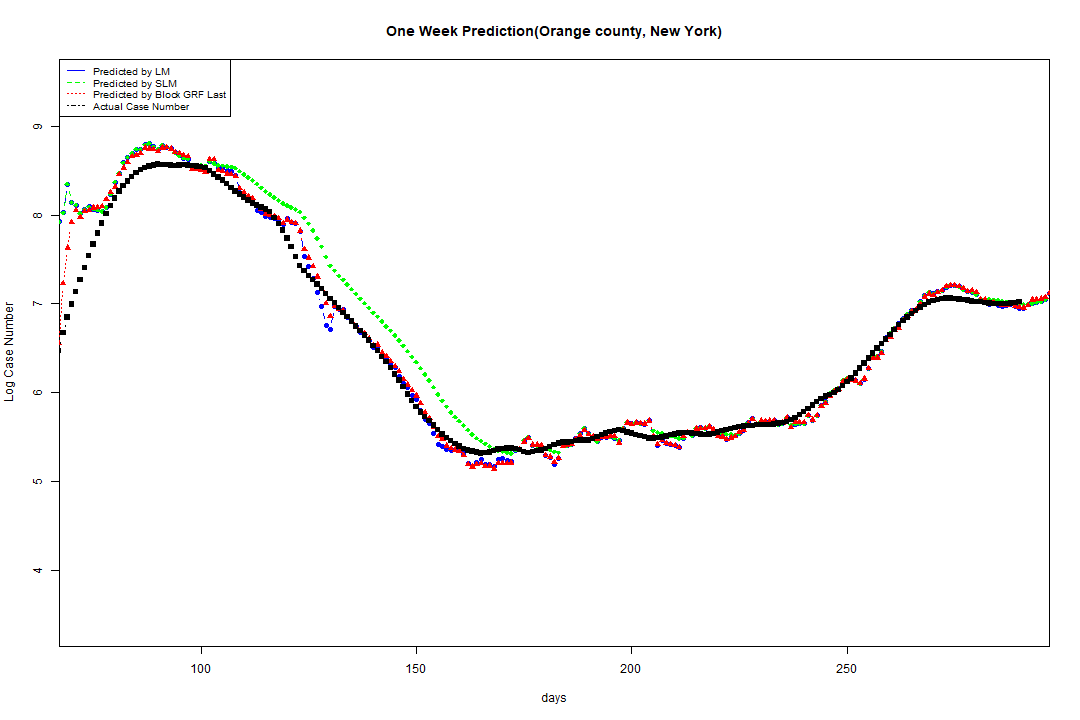 One Week Prediction(Orange county, New York)
Predicted by LM
Predicted by SLM
Predicted by Block GRF Last
Actual Case Number
9
8
7
6
5
4
Log Case Number
100
150
200
250
days